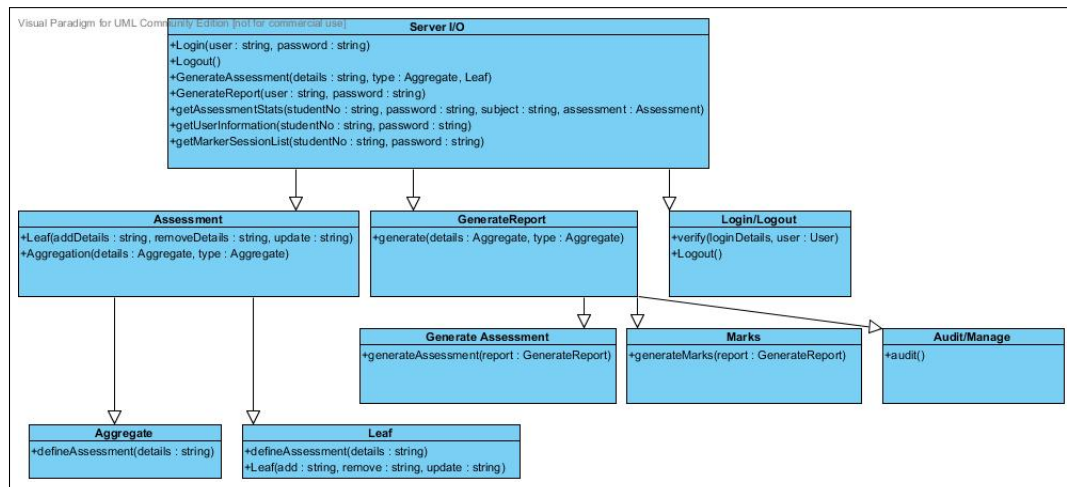 Visual Paradigm for UML Community Edition [not for commercial use]
Server I/O
+Login(user : string, password : string)
+Logout()
+GenerateAssessment(details : string, type : Aggregate, Leaf)
+GenerateReport(user : string, password : string)
+getAssessmentStats(studentNo : string, password : string, subject : string, assessment : Assessment)
+getUserInformation(studentNo : string, password : string)
+getMarkerSessionList(studentNo : string, password : string)
Assessment
+Leaf(addDetails : string, removeDetails : string, update : string)
+Aggregation(details : Aggregate, type : Aggregate)
GenerateReport
+generate(details : Aggregate, type : Aggregate)
Login/Logout
+verify(loginDetails, user : User)
+Logout()
Generate Assessment
+generateAssessment(report : GenerateReport)
Marks
+generateMarks(report : GenerateReport)
Audit/Manage
+audit()
Aggregate
+defineAssessment(details : string)
Leaf
+defineAssessment(details : string)
+Leaf(add : string, remove : string, update : string)